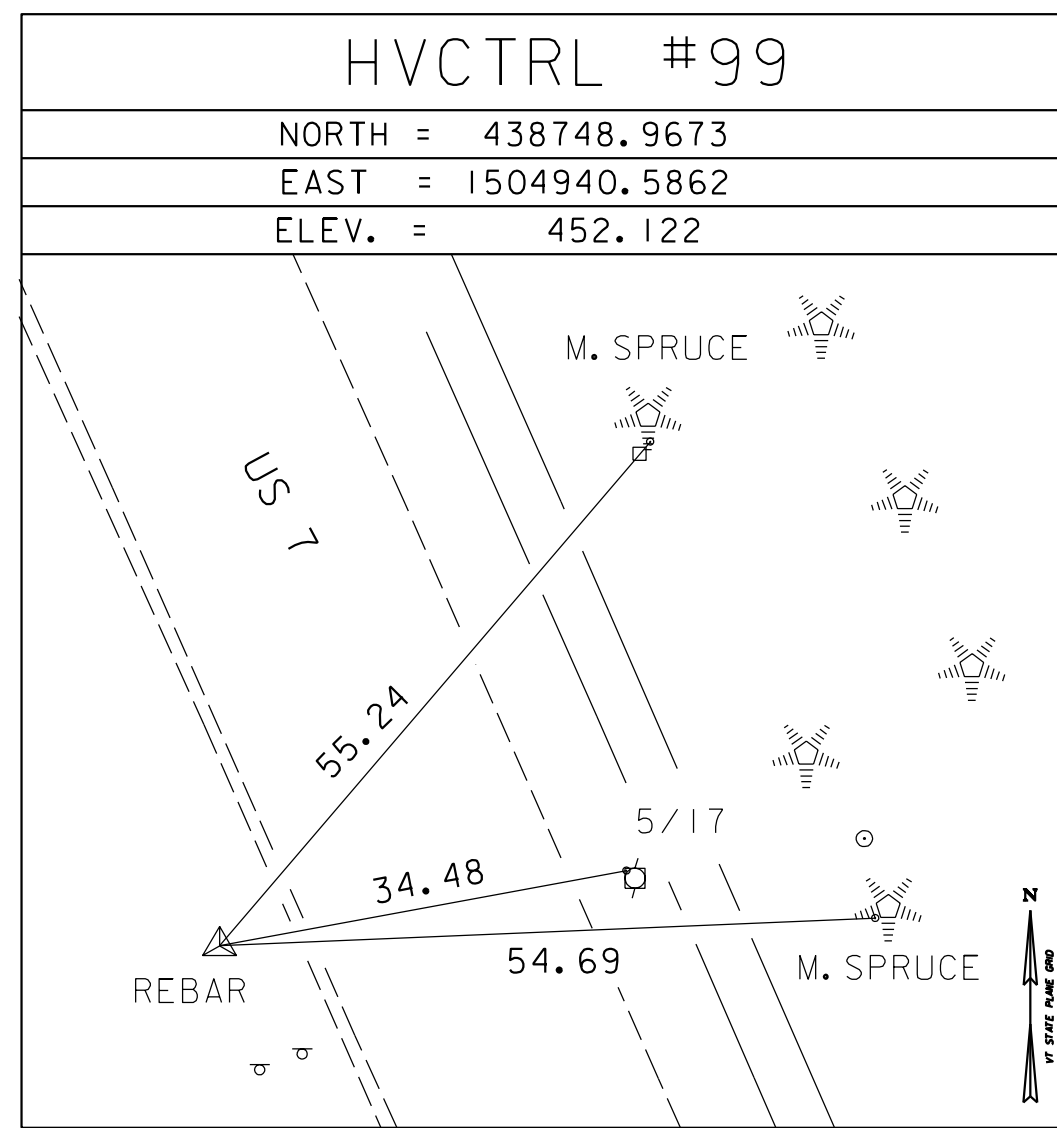 HVCTRL #99
NORTH = 438748.9673
EAST = 1504940.5862
ELEV. = 452.122
M. SPRUCE
US 7
55.24
5/17
34.48
54.69
M. SPRUCE
REBAR
N
VT STATE PLANE GRID